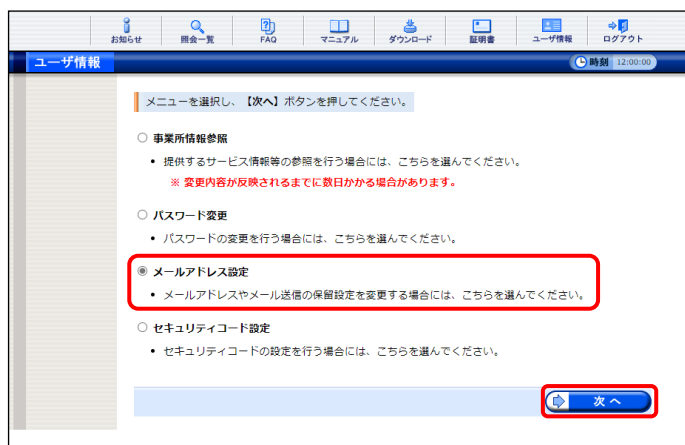 お知らせ 照会一覧 FAQ マニュアル ダウンロード 証明書 ユーザ情報 ログアウト
ユーザ情報 時刻 12:00:00
メニューを選択し、【次へ】ボタンを押してください。
事業所情報参照
• 提供するサービス情報等の参照を行う場合には、こちらを選んでください。
※ 変更内容が反映されるまでに数日かかる場合があります。
パスワード変更
• パスワードの変更を行う場合には、こちらを選んでください。
メールアドレス設定
• メールアドレスやメール送信の保留設定を変更する場合には、こちらを選んでください。
セキュリティコード設定
• セキュリティコードの設定を行う場合には、こちらを選んでください。
次 へ